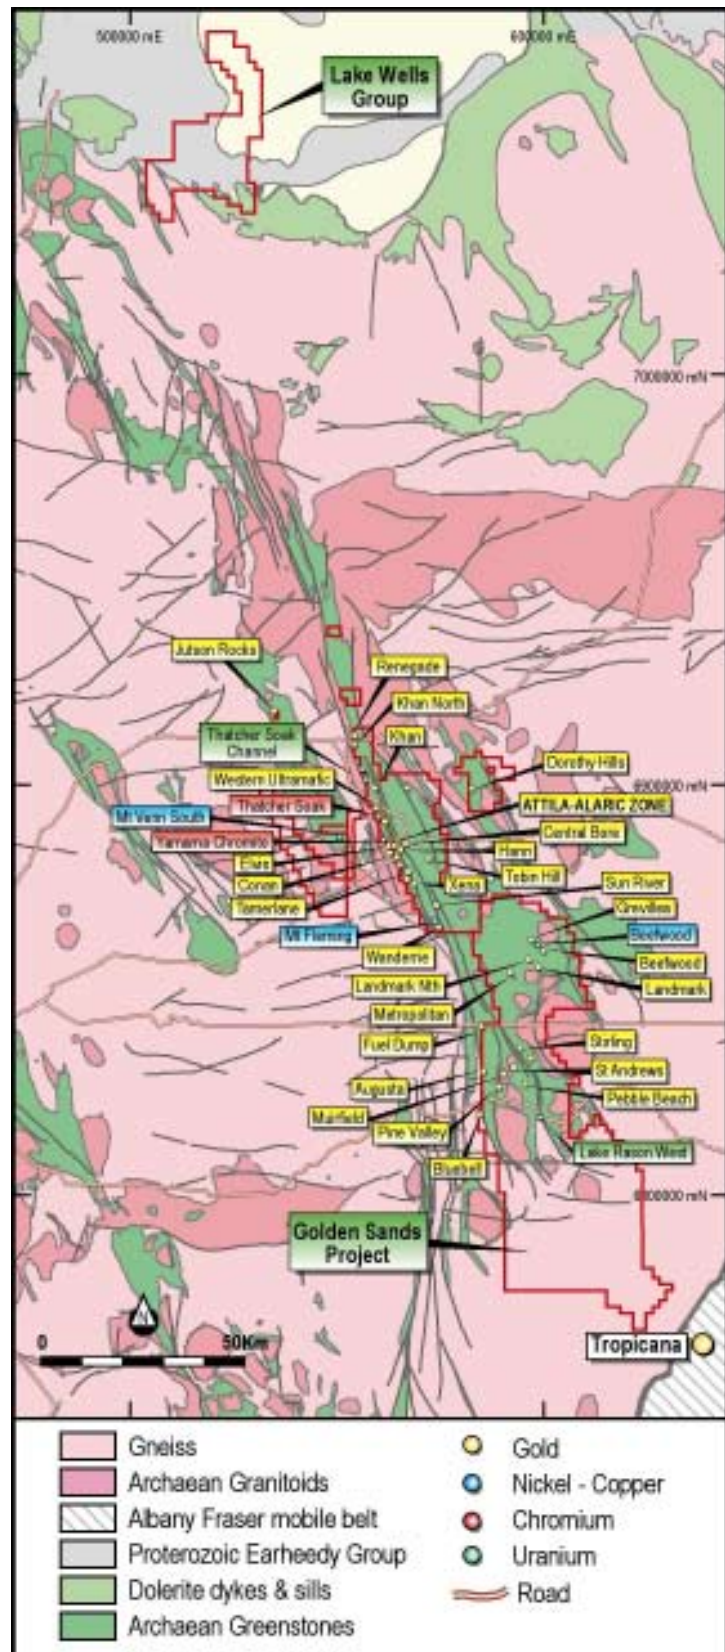 500000 mE
600000 mE
Lake Wells
Group
7000000 mN
Jutson Rocks
Renegade
Khan North
Thatcher Soak
Channel
Khan
Western Ultramafic
Dorothy Hills
6900000 mN
Thatcher Soak
ATTILA-ALARIC ZONE
Mt Venn South
Yamarna Chromite
Central Bore
Elvis
Hann
Conan
Xena
Tobin Hill
Sun River
Tamerlane
Grevillea
Mt Fleming
Beefwood
Wanderrie
Beefwood
Landmark Nth
Landmark
Metropolitan
Fuel Dump
Stirling
Augusta
St Andrews
Muirfield
Pebble Beach
Pine Valley
Bluebell
Lake Rason West
6800000 mN
Golden Sands
Project
N
0
50Km
Tropicana
Gneiss
Archaean Granitoids
Albany Fraser mobile belt
Proterozoic Earheedy Group
Dolerite dykes & sills
Archaean Greenstones
Gold
Nickel - Copper
Chromium
Uranium
Road